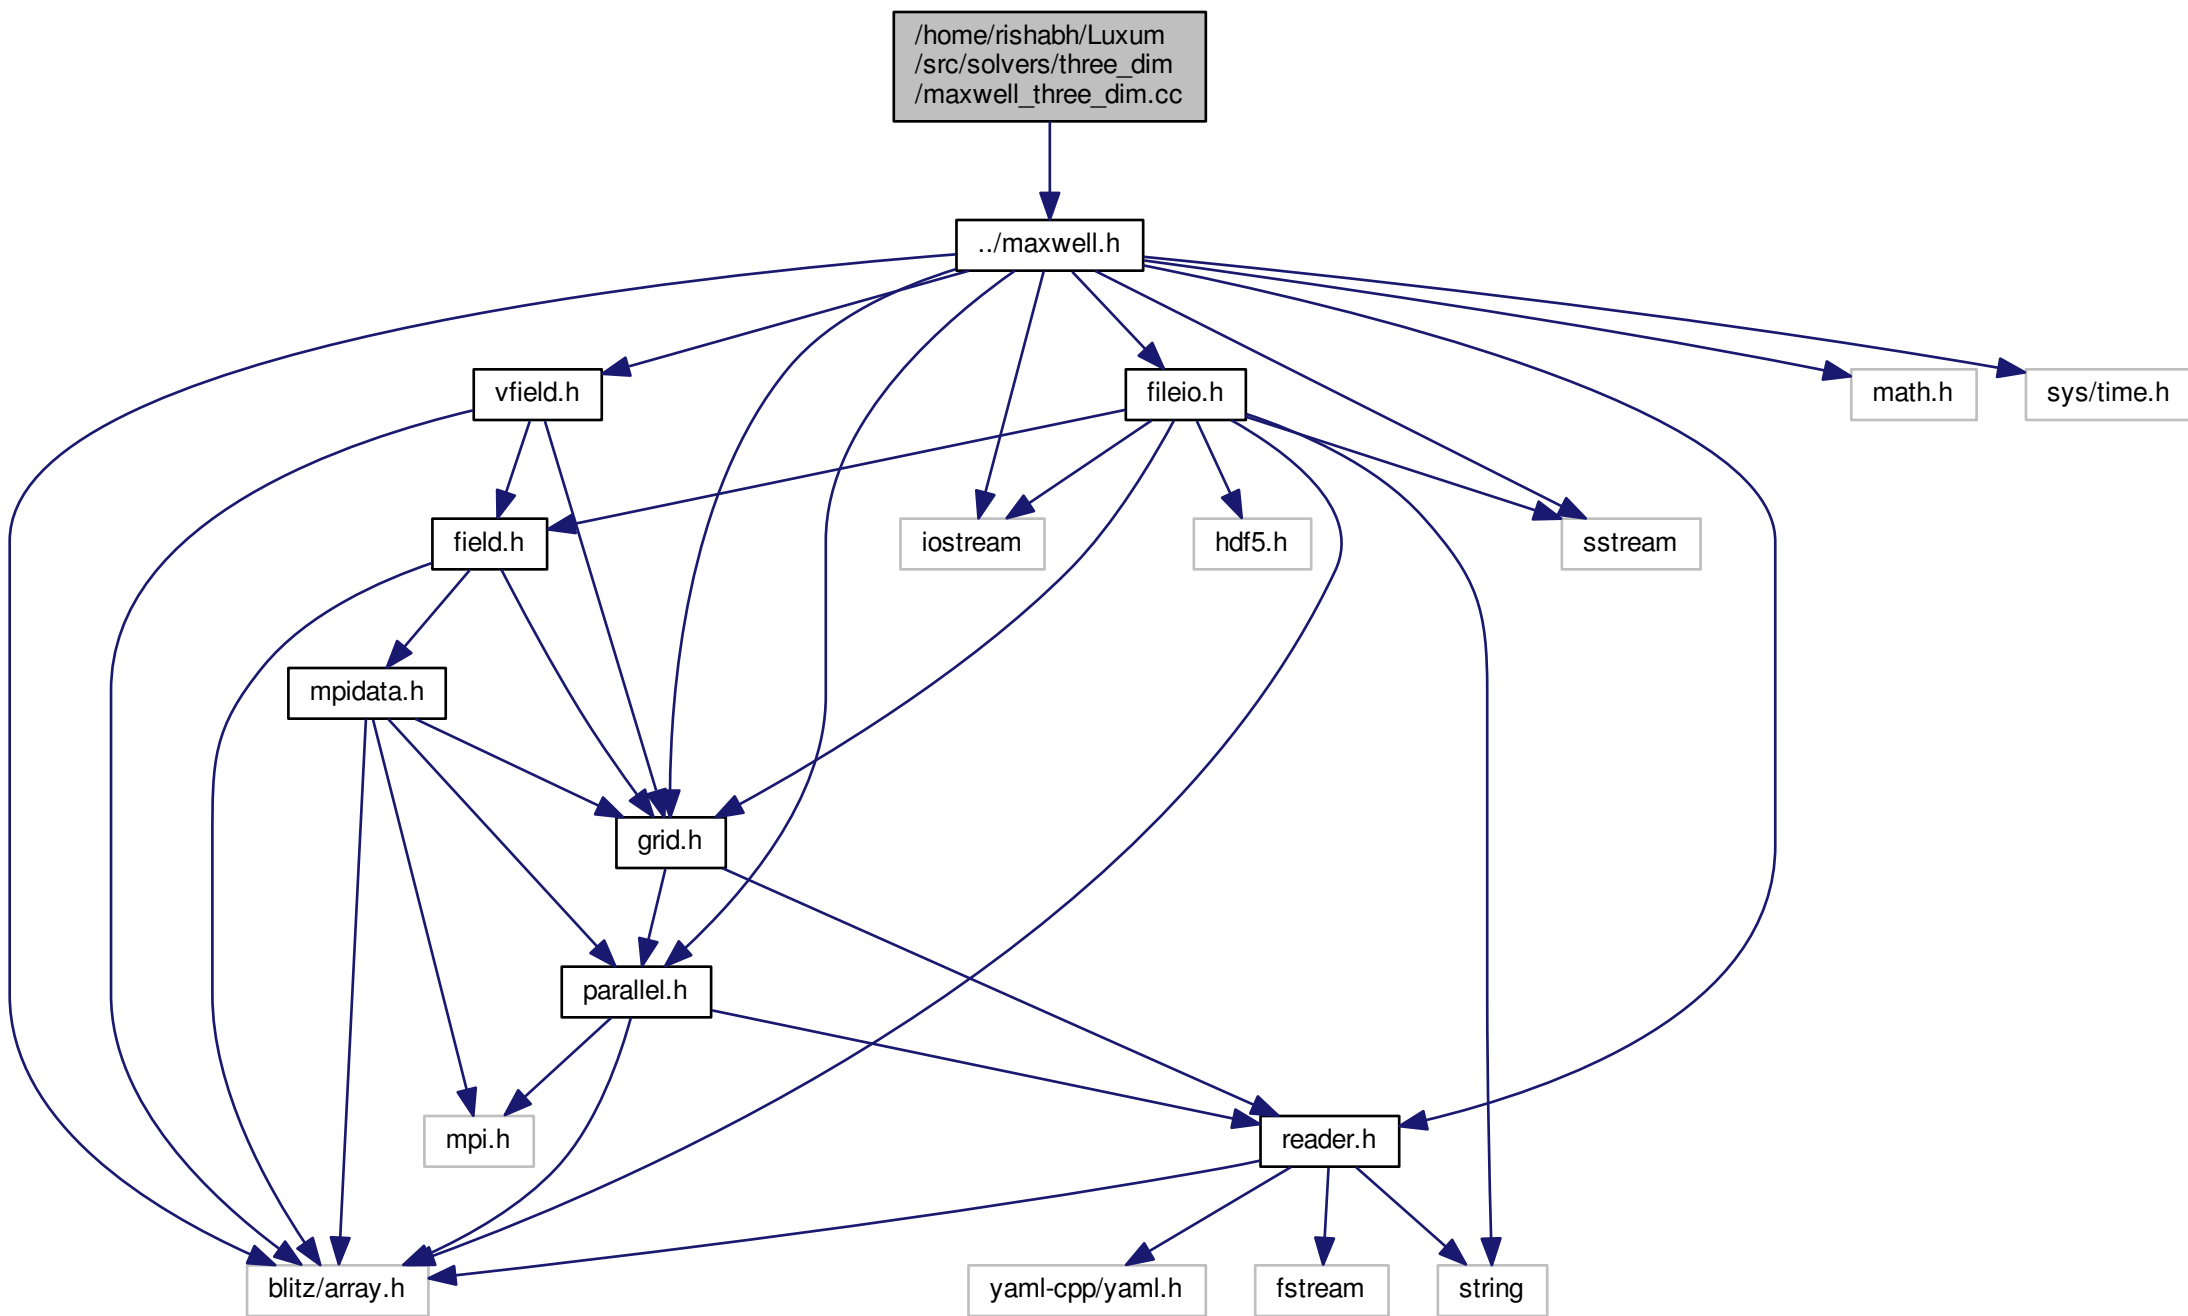 /home/rishabh/Luxum
/src/solvers/three_dim
/maxwell_three_dim.cc
../maxwell.h
vfield.h
fileio.h
math.h
sys/time.h
field.h
iostream
hdf5.h
sstream
mpidata.h
grid.h
parallel.h
mpi.h
reader.h
blitz/array.h
yaml-cpp/yaml.h
fstream
string